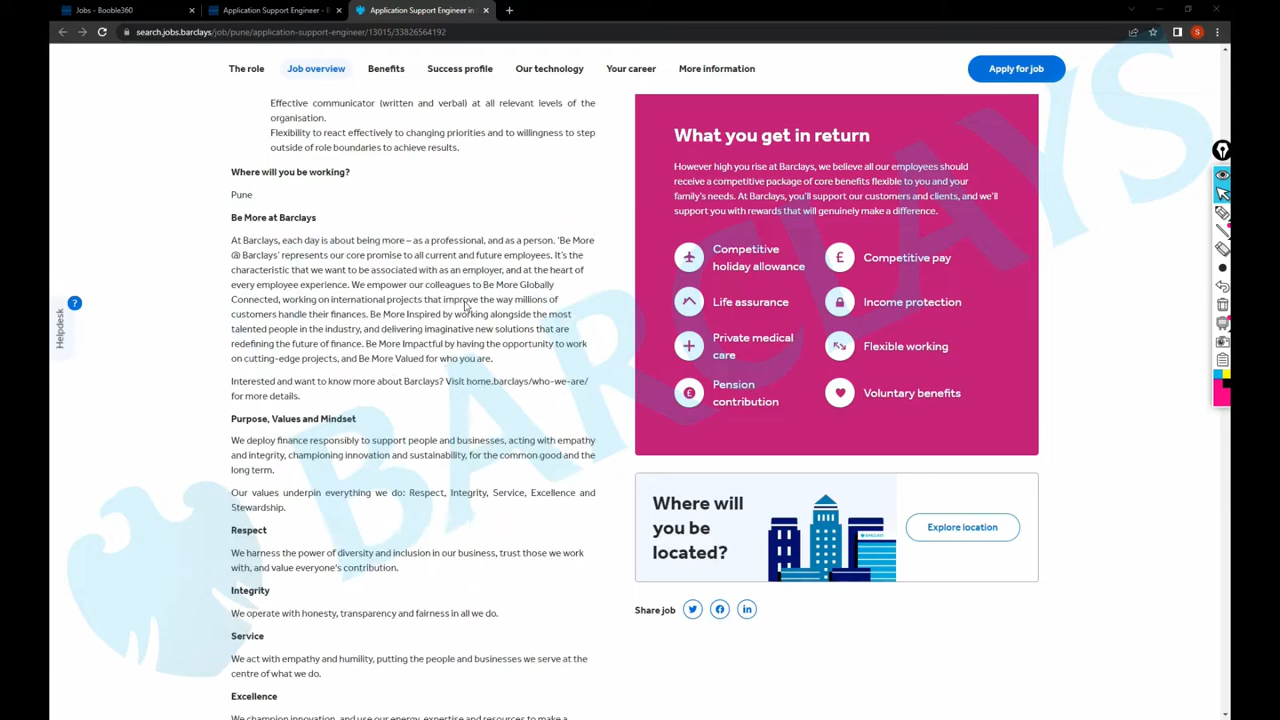 Jobs - Booble360
Application Support Engineer - B
Application Support Engineer in
search.jobs.barclays/job/pune/application-support-engineer/13015/33826564192
The role
Job overview
Benefits
Success profile
Our technology
Your career
More information
Apply for job
Effective communicator (written and verbal) at all relevant levels of the
organisation.
Flexibility to react effectively to changing priorities and to willingness to step
outside of role boundaries to achieve results.
Where will you be working?
Pune
Be More at Barclays
At Barclays, each day is about being more – as a professional, and as a person. ‘Be More
@ Barclays’ represents our core promise to all current and future employees. It’s the
characteristic that we want to be associated with as an employer, and at the heart of
every employee experience. We empower our colleagues to Be More Globally
Connected, working on international projects that improve the way millions of
customers handle their finances. Be More Inspired by working alongside the most
talented people in the industry, and delivering imaginative new solutions that are
redefining the future of finance. Be More Impactful by having the opportunity to work
on cutting-edge projects, and Be More Valued for who you are.
Interested and want to know more about Barclays? Visit home.barclays/who-we-are/
for more details.
Purpose, Values and Mindset
We deploy finance responsibly to support people and businesses, acting with empathy
and integrity, championing innovation and sustainability, for the common good and the
long term.
Our values underpin everything we do: Respect, Integrity, Service, Excellence and
Stewardship.
Respect
We harness the power of diversity and inclusion in our business, trust those we work
with, and value everyone's contribution.
Integrity
We operate with honesty, transparency and fairness in all we do.
Service
We act with empathy and humility, putting the people and businesses we serve at the
centre of what we do.
Excellence
We champion innovation, and use our energy, expertise and resources to make a
What you get in return
However high you rise at Barclays, we believe all our employees should
receive a competitive package of core benefits flexible to you and your
family's needs. At Barclays, you'll support our customers and clients, and we'll
support you with rewards that will genuinely make a difference.
Competitive
holiday allowance
£
Competitive pay
Life assurance
Income protection
Private medical
care
Flexible working
£
Pension
contribution
Voluntary benefits
Where will
you be
located?
BARCLAYS
Explore location
Share job
in
?
Helpdesk
S
BARCLAYS